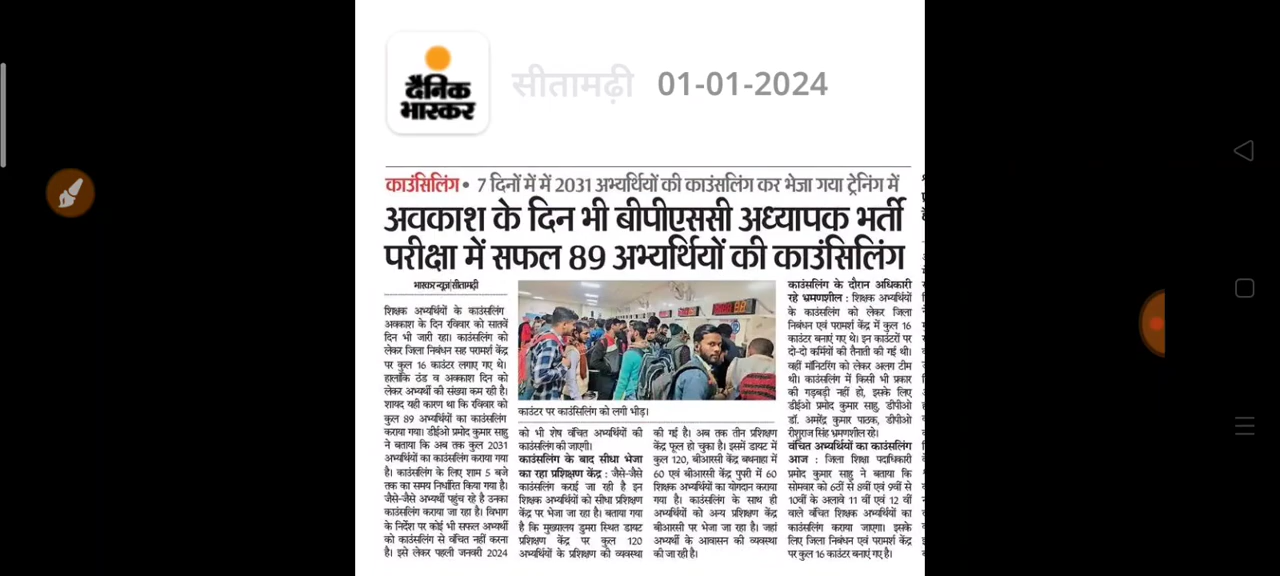 दैनिक
भास्कर
सीतामढ़ी 01-01-2024
काउंसिलिंग • 7 दिनों में में 2031 अभ्यर्थियों की काउंसलिंग कर भेजा गया ट्रेनिंग में
अवकाश के दिन भी बीपीएससी अध्यापक भर्ती
परीक्षा में सफल 89 अभ्यर्थियों की काउंसिलिंग
भास्कर न्यूज|सीतामढ़ी
शिक्षक अभ्यर्थियों के काउंसलिंग
अवकाश के दिन रविवार को सातवें
दिन भी जारी रहा। काउंसलिंग को
लेकर जिला निबंधन सह परामर्श केंद्र
पर कुल 16 काउंटर लगाए गए थे।
हालांकि ठंड व अवकाश दिन को
लेकर अभ्यर्थी की संख्या कम रही है।
शायद यही कारण था कि रविवार को
कुल 89 अभ्यर्थियों का काउंसलिंग
कराया गया। डीईओ प्रमोद कुमार साहु
ने बताया कि अब तक कुल 2031
अभ्यर्थियों का काउंसलिंग कराया गया
है। काउंसलिंग के लिए शाम 5 बजे
तक का समय निर्धारित किया गया है।
जैसे-जैसे अभ्यर्थी पहुंच रहे है उनका
काउंसलिंग कराया जा रहा है। विभाग
के निर्देश पर कोई भी सफल अभ्यर्थी
को काउंसलिंग से वंचित नहीं करना
है। इसे लेकर पहली जनवरी 2024
काउंटर पर काउंसिलिंग को लगी भीड़।
को भी शेष वंचित अभ्यर्थियों की
काउंसलिंग की जाएगी।
काउंसलिंग के बाद सीधा भेजा
का रहा प्रशिक्षण केंद्र : जैसे-जैसे
काउंसलिंग कराई जा रही है इन
शिक्षक अभ्यर्थियों को सीधा प्रशिक्षण
केंद्र पर भेजा जा रहा है। बताया गया
है कि मुख्यालय डुमरा स्थित डायट
प्रशिक्षण केंद्र पर कुल 120
अभ्यर्थियों के प्रशिक्षण की व्यवस्था
की गई है। अब तक तीन प्रशिक्षण
केंद्र फूल हो चुका है। इसमें डायट में
कुल 120, बीआरसी केंद्र बथनाहा में
60 एवं बीआरसी केंद्र पुपरी में 60
शिक्षक अभ्यर्थियों का योगदान कराया
गया है। काउंसलिंग के साथ ही
अभ्यर्थियों को अन्य प्रशिक्षण केंद्र
बीआरसी पर भेजा जा रहा है। जहां
अभ्यर्थी के आवासन की व्यवस्था
की जा रही है।
काउंसलिंग के दौरान अधिकारी
रहे भ्रमणशील : शिक्षक अभ्यर्थियों
के काउंसलिंग को लेकर जिला
निबंधन एवं परामर्श केंद्र में कुल 16
काउंटर बनाएं गए थे। इन काउंटरों पर
दो-दो कर्मियों की तैनाती की गई थी।
वहीं मॉनिटरिंग को लेकर अलग टीम
थी। काउंसलिंग में किसी भी प्रकार
की गड़बड़ी नहीं हो, इसके लिए
डीईओ प्रमोद कुमार साहु, डीपीओ
डॉ. अमरेंद्र कुमार पाठक, डीपीओ
रीशुराज सिंह भ्रमणशील रहे।
वंचित अभ्यर्थियों का काउंसलिंग
आज : जिला शिक्षा पदाधिकारी
प्रमोद कुमार साहु ने बताया कि
सोमवार को 6ठीं से 8वीं एवं 9वीं से
10वीं के अलावे 11 वीं एवं 12 वीं
वाले वंचित शिक्षक अभ्यर्थियों का
काउंसलिंग कराया जाएगा। इसके
लिए जिला निबंधन एवं परामर्श केंद्र
पर कुल 16 काउंटर बनाएं गए है।